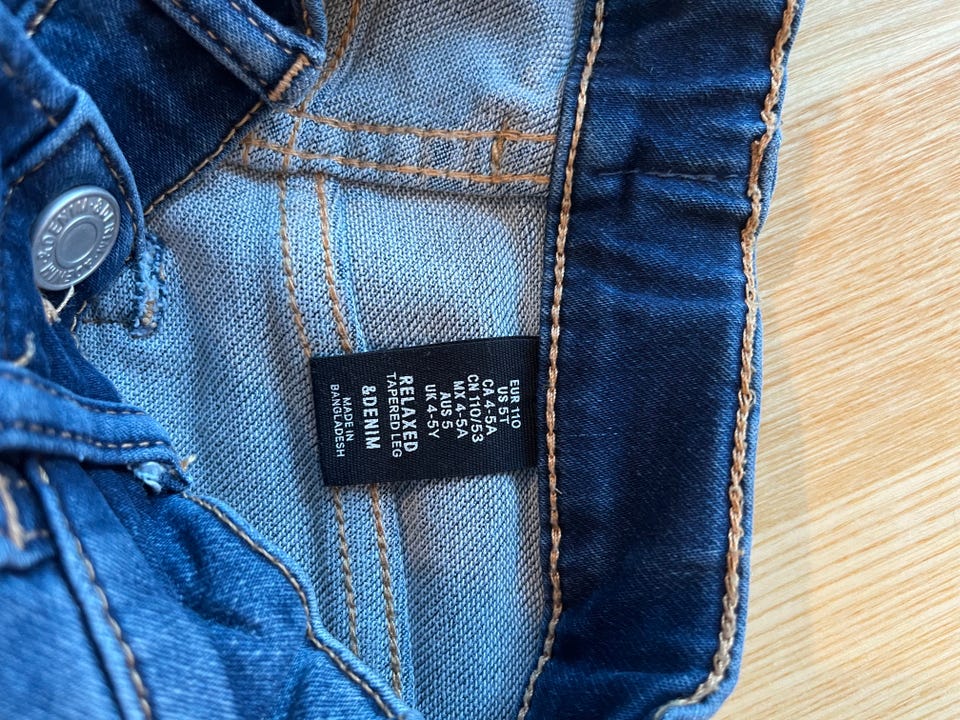 EUR 110
US 5T
CA 4-5A
CN 110/53
MX 4-5A
AUS 5
UK 4-5Y
RELAXED
TAPERED LEG
&DENIM
MADE IN
BANGLADESH